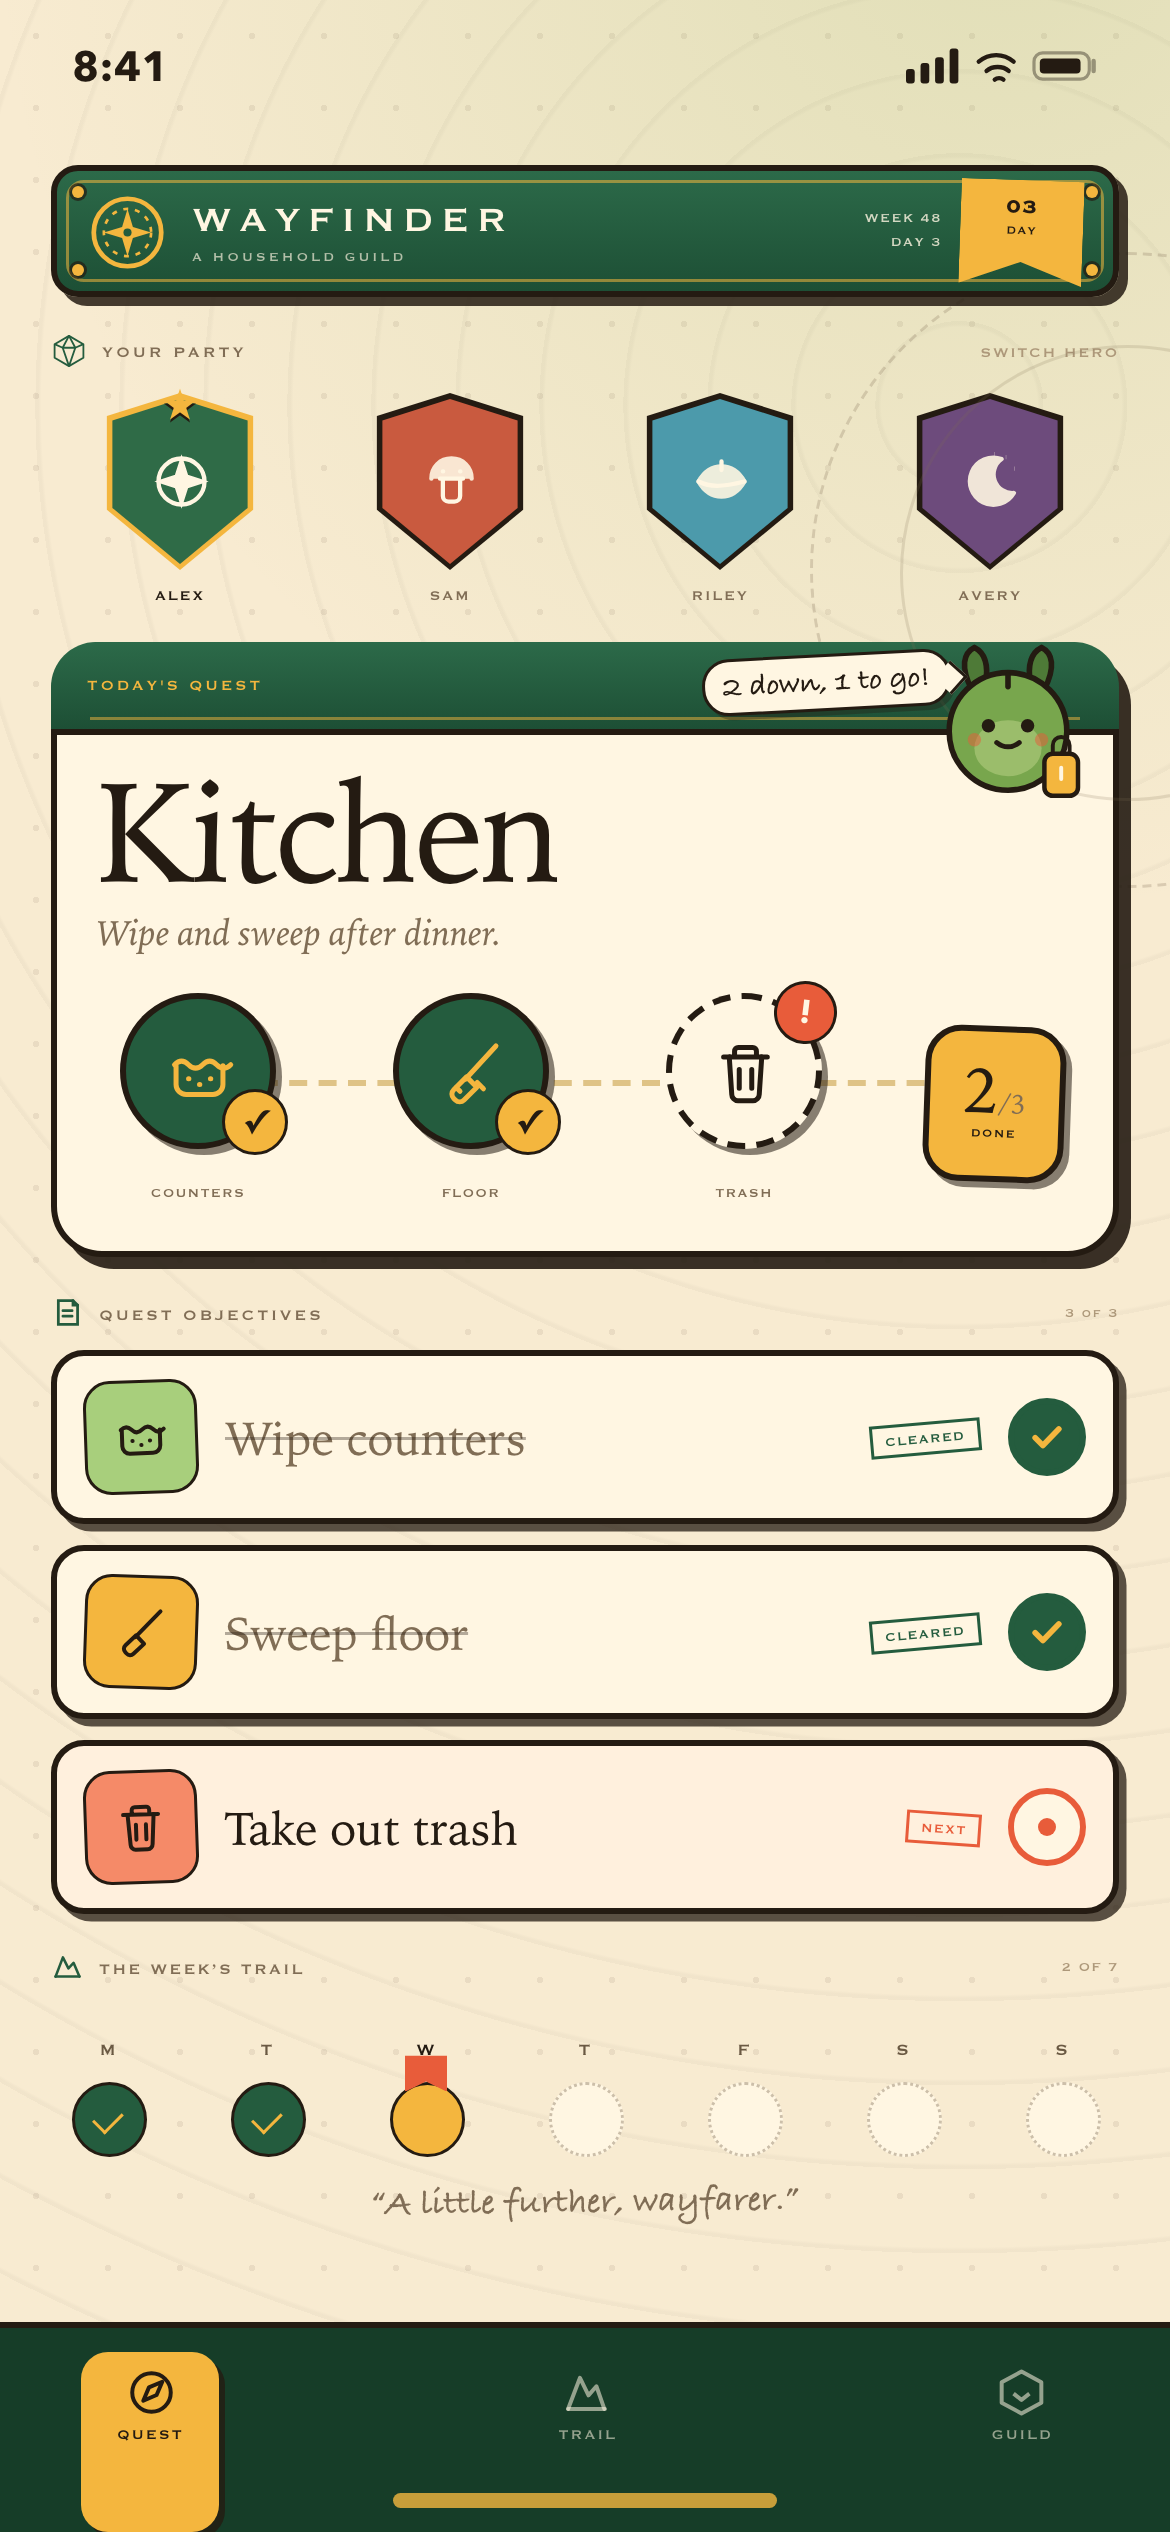 8:41
WAYFINDER
A HOUSEHOLD GUILD
WEEK 48
DAY 3
03
DAY
YOUR PARTY
SWITCH HERO
ALEX
SAM
RILEY
AVERY
TODAY'S QUEST
2 down, 1 to go!
Kitchen
Wipe and sweep after dinner.
!
2/3
DONE
COUNTERS
FLOOR
TRASH
QUEST OBJECTIVES
3 OF 3
Wipe counters
CLEARED
Sweep floor
CLEARED
Take out trash
NEXT
THE WEEK’S TRAIL
2 OF 7
M T W T F S S
“A little further, wayfarer.”
QUEST
TRAIL
GUILD